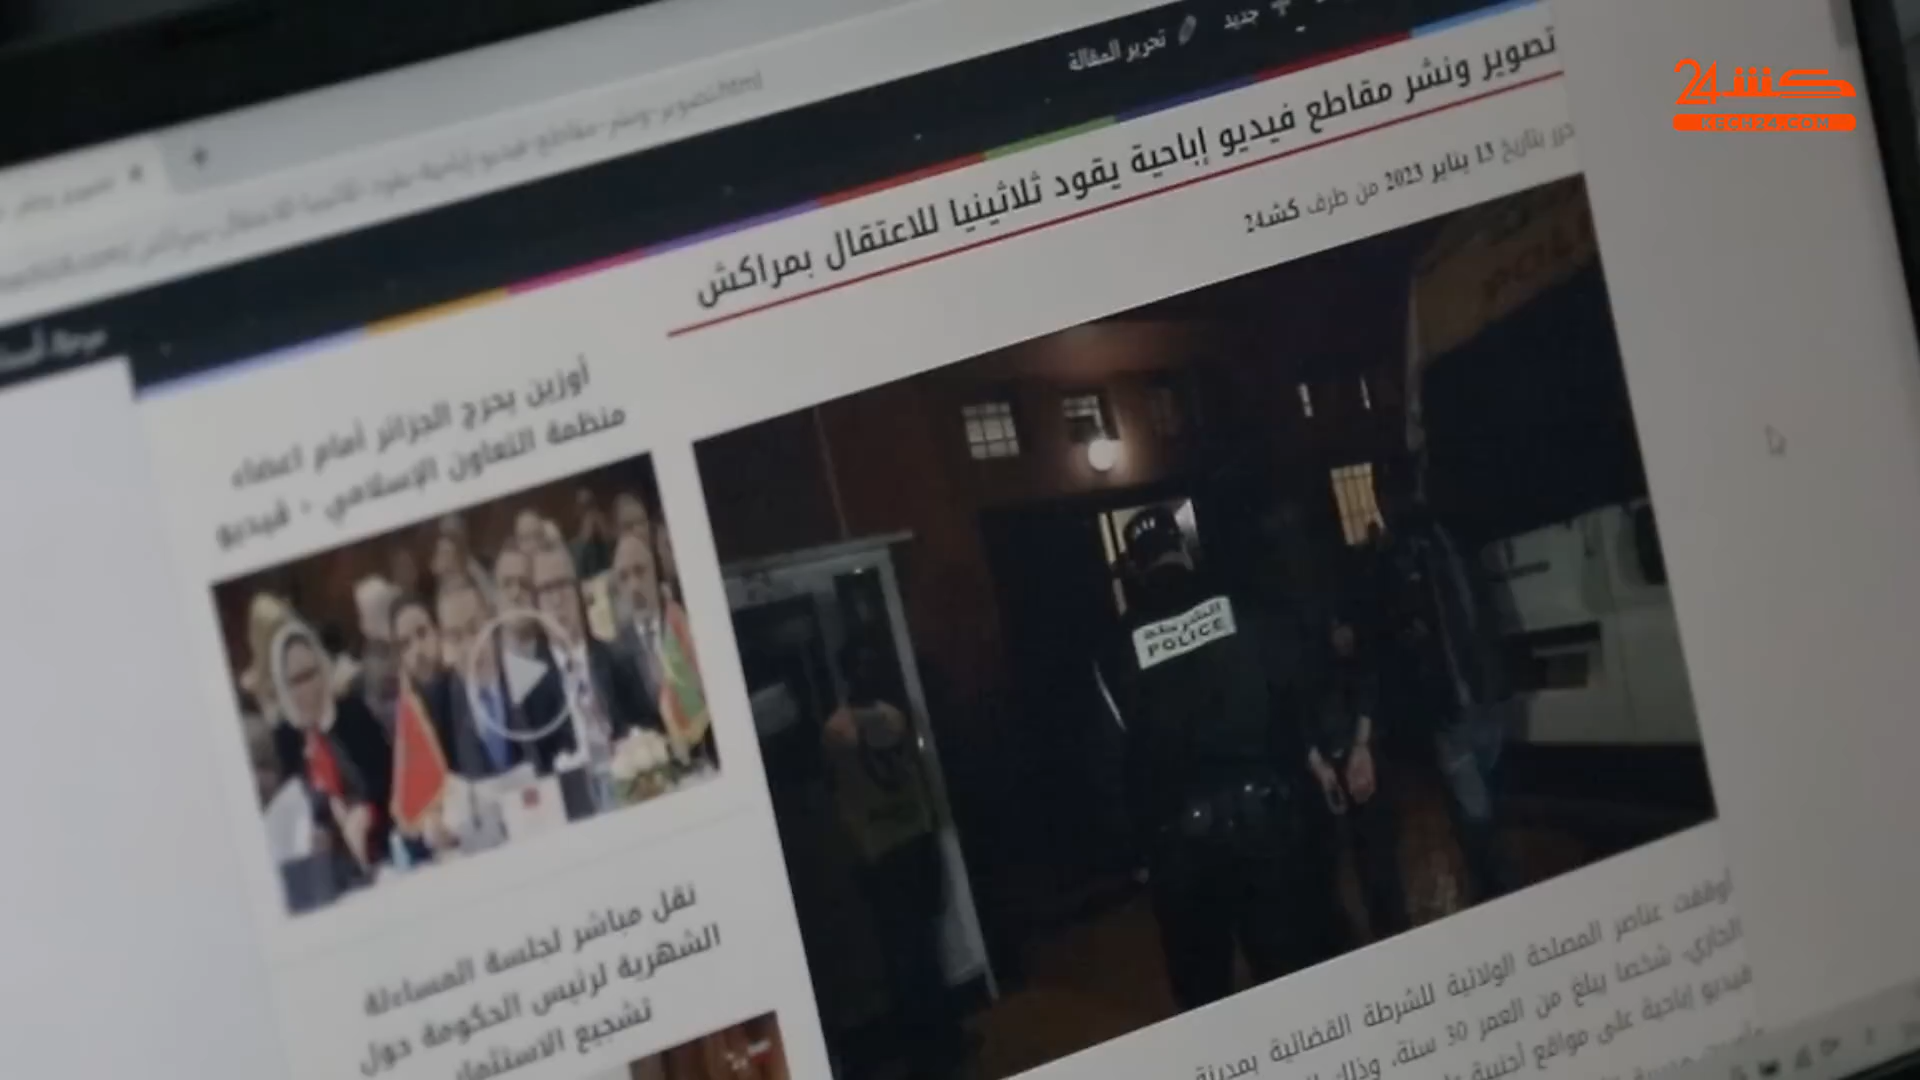 كشـ24
KECH24.COM
جديد
تحرير المقالة
تصوير ونشر مقاطع فيديو إباحية يقود ثلاثينيا للاعتقال بمراكش
حرر بتاريخ 13 يناير 2023 من طرف كشـ24
أوزين يحرج الجزائر أمام اعضاء
منظمة التعاون الإسلامي - فيديو
الشرطة
POLICE
نقل مباشر لجلسة المساءلة
الشهرية لرئيس الحكومة حول
تشجيع الاستثمار
أوقفت عناصر المصلحة الولائية للشرطة القضائية بمدينة
الجاري، شخصا يبلغ من العمر 30 سنة، وذلك
فيديو إباحية على مواقع أجنبية